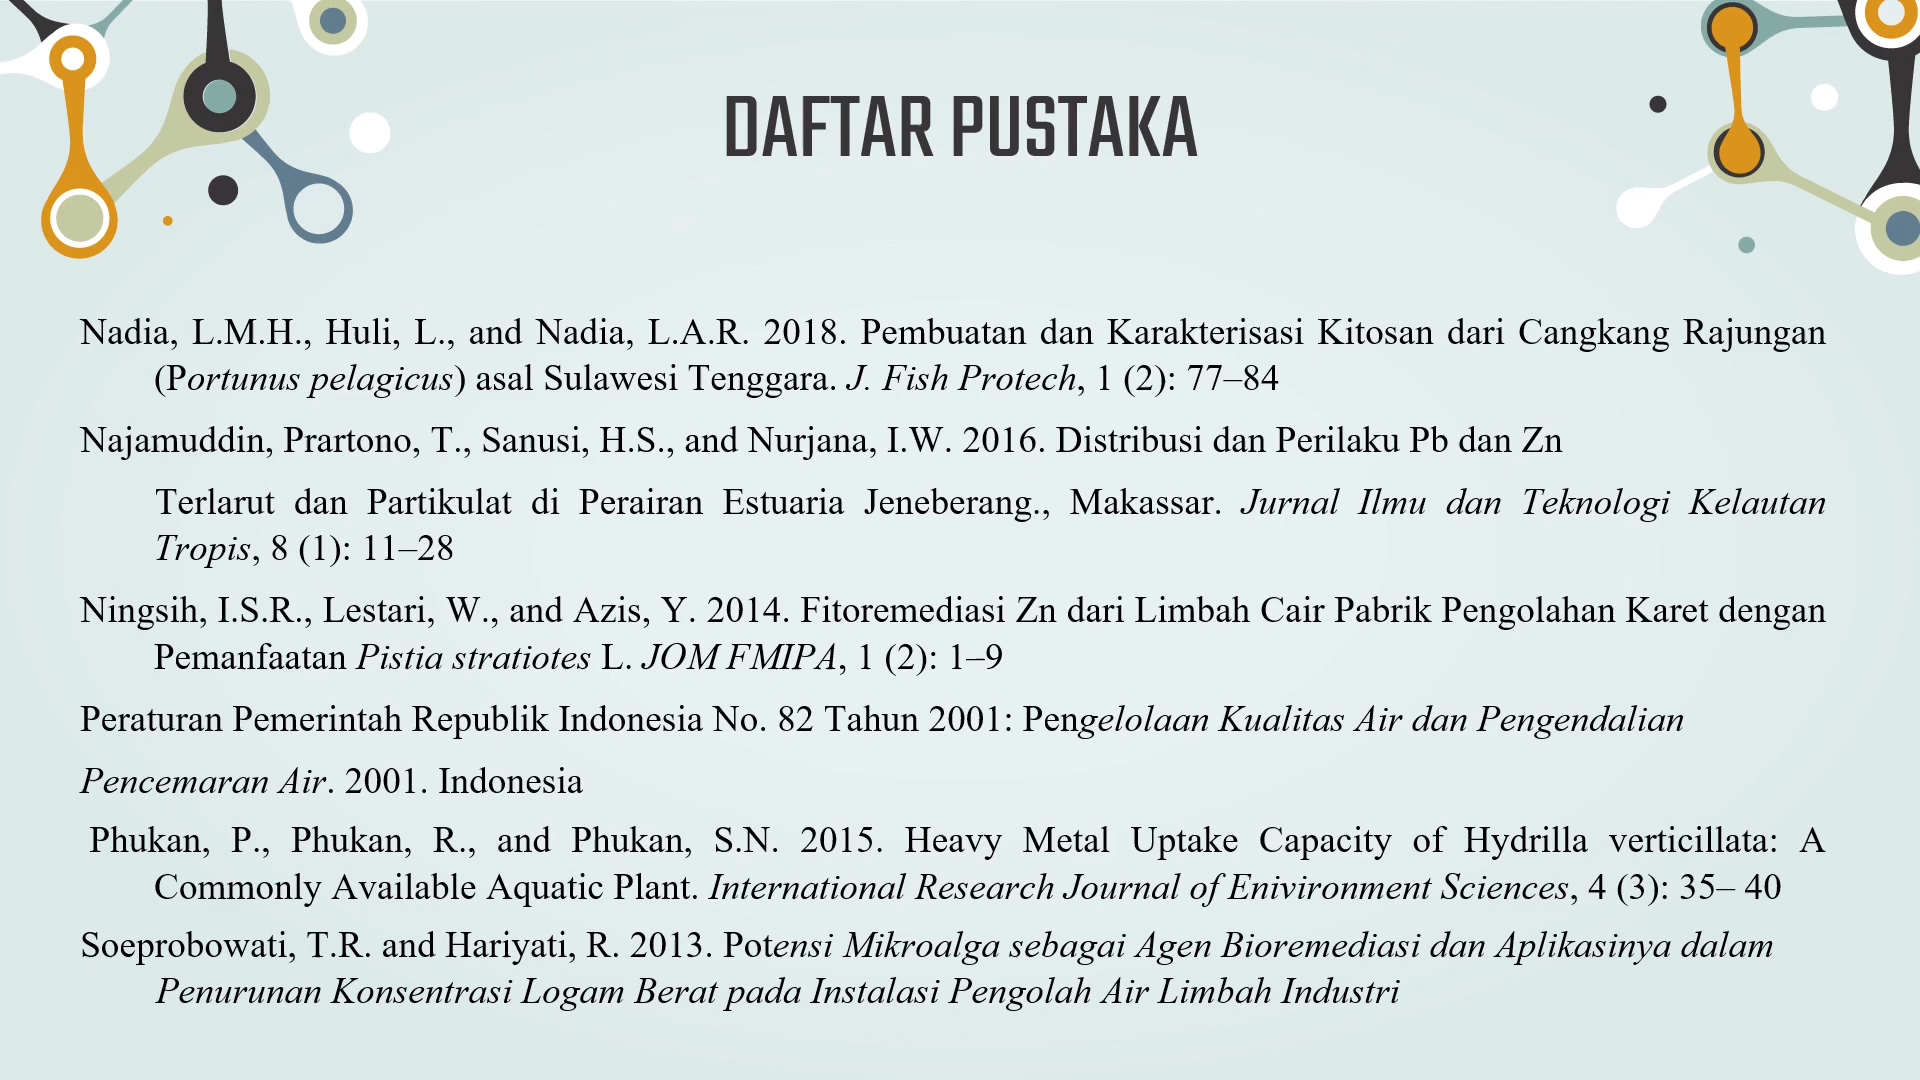 DAFTAR PUSTAKA
Nadia, L.M.H., Huli, L., and Nadia, L.A.R. 2018. Pembuatan dan Karakterisasi Kitosan dari Cangkang Rajungan
(Portunus pelagicus) asal Sulawesi Tenggara. J. Fish Protech, 1 (2): 77–84
Najamuddin, Prartono, T., Sanusi, H.S., and Nurjana, I.W. 2016. Distribusi dan Perilaku Pb dan Zn
Terlarut dan Partikulat di Perairan Estuaria Jeneberang., Makassar. Jurnal Ilmu dan Teknologi Kelautan
Tropis, 8 (1): 11–28
Ningsih, I.S.R., Lestari, W., and Azis, Y. 2014. Fitoremediasi Zn dari Limbah Cair Pabrik Pengolahan Karet dengan
Pemanfaatan Pistia stratiotes L. JOM FMIPA, 1 (2): 1–9
Peraturan Pemerintah Republik Indonesia No. 82 Tahun 2001: Pengelolaan Kualitas Air dan Pengendalian
Pencemaran Air. 2001. Indonesia
Phukan, P., Phukan, R., and Phukan, S.N. 2015. Heavy Metal Uptake Capacity of Hydrilla verticillata: A
Commonly Available Aquatic Plant. International Research Journal of Enivironment Sciences, 4 (3): 35– 40
Soeprobowati, T.R. and Hariyati, R. 2013. Potensi Mikroalga sebagai Agen Bioremediasi dan Aplikasinya dalam
Penurunan Konsentrasi Logam Berat pada Instalasi Pengolah Air Limbah Industri